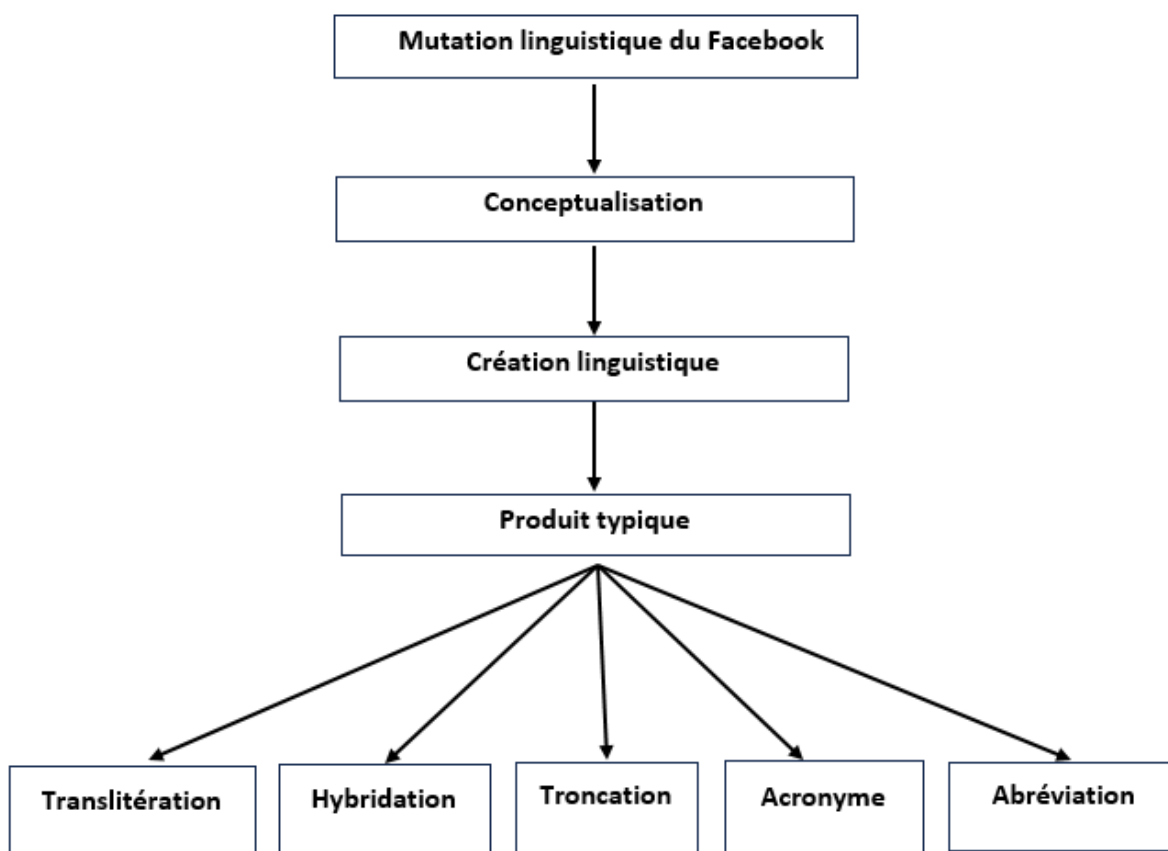 Mutation linguistique du Facebook
Conceptualisation
Création linguistique
Produit typique
Translitération
Hybridation
Troncation
Acronyme
Abréviation